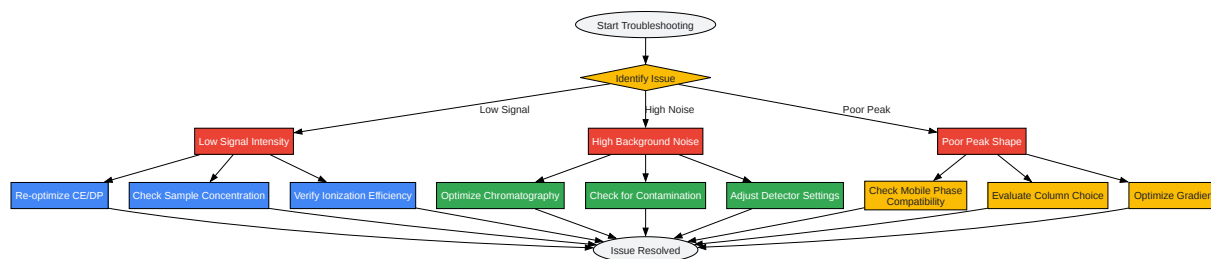 Start Troubleshooting
Identify Issue
Low Signal
High Noise
Poor Peak
Low Signal Intensity
High Background Noise
Poor Peak Shape
Re-optimize CE/DP
Check Sample Concentration
Verify Ionization Efficiency
Optimize Chromatography
Check for Contamination
Adjust Detector Settings
Check Mobile Phase
Compatibility
Evaluate Column Choice
Optimize Gradien
Issue Resolved